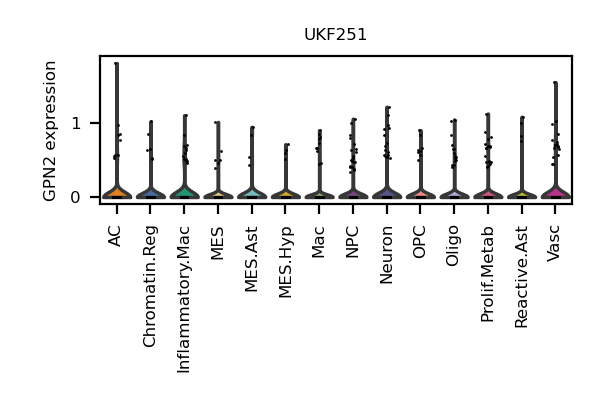 UKF251
GPN2 expression
1
0
AC
Chromatin.Reg
Inflammatory.Mac
MES
MES.Ast
MES.Hyp
Mac
NPC
Neuron
OPC
Oligo
Prolif.Metab
Reactive.Ast
Vasc